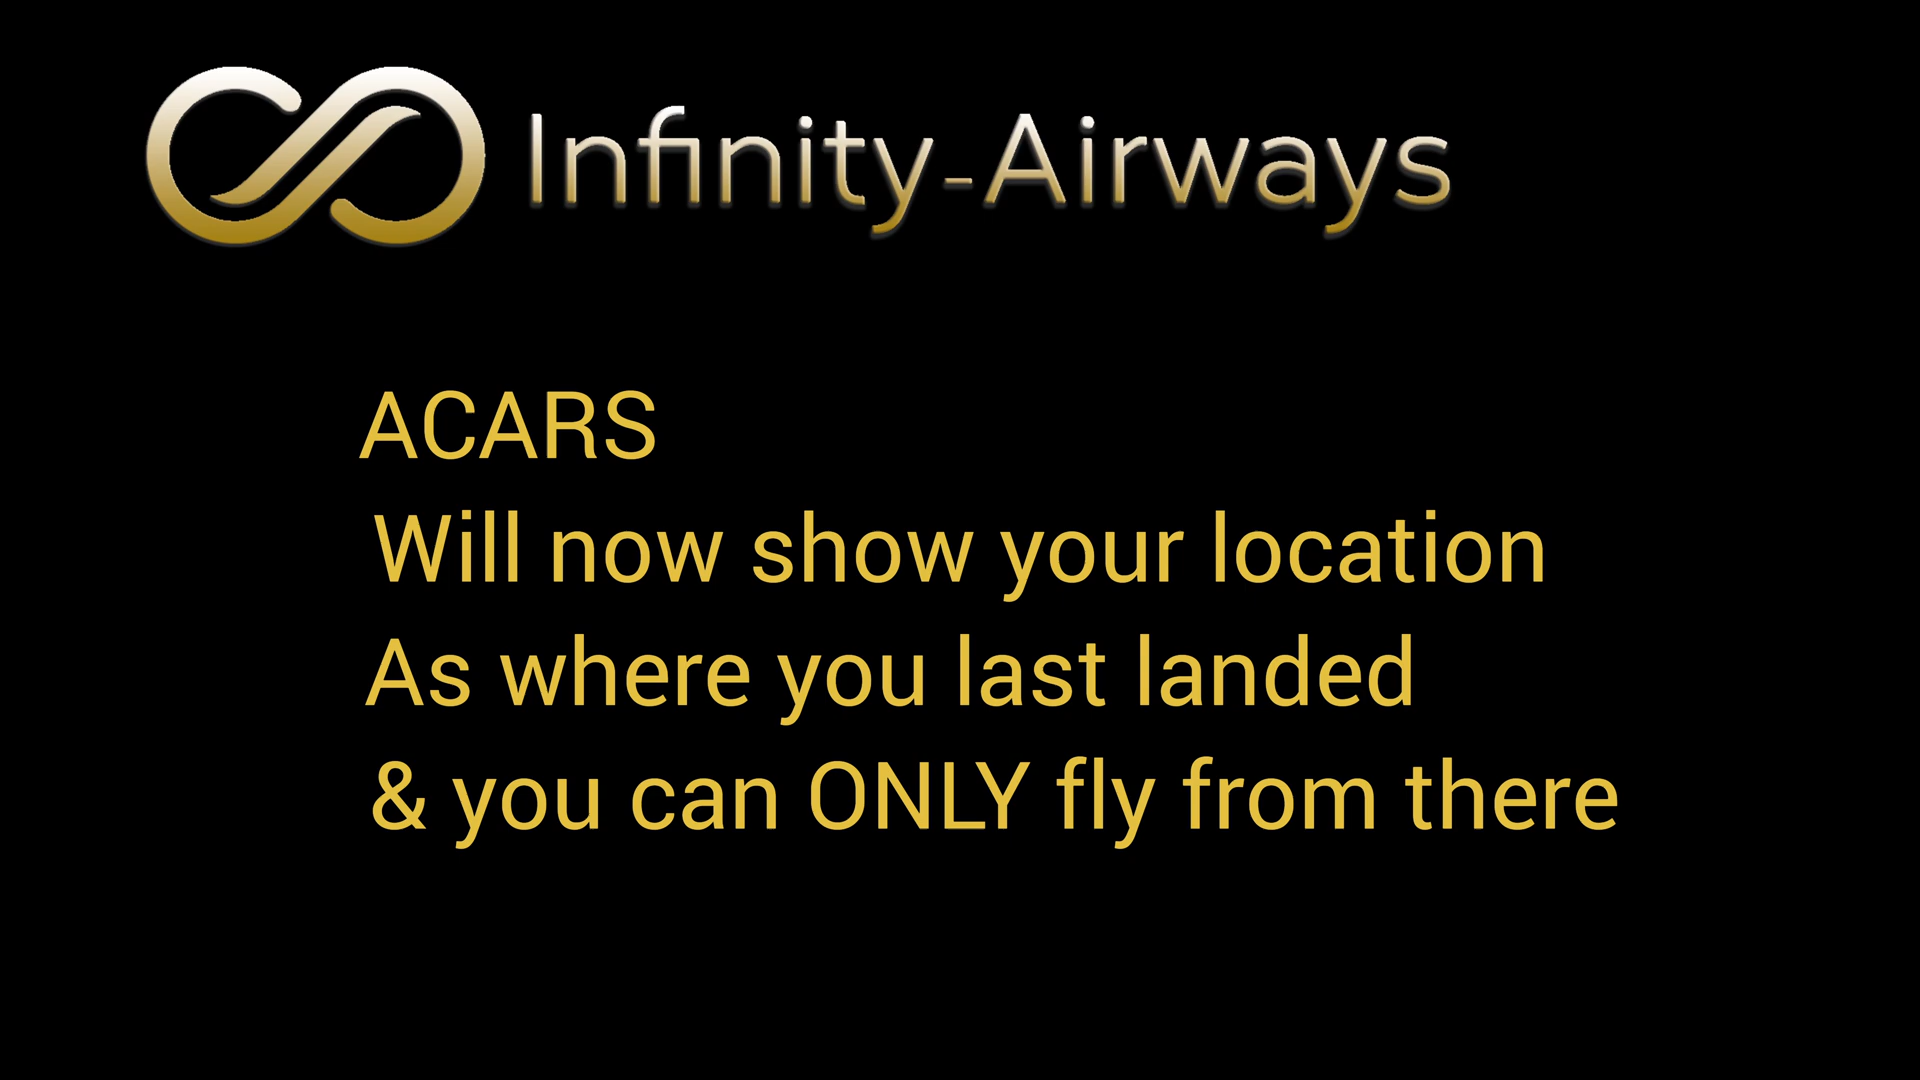 Infinity-Airways
ACARS
Will now show your location
As where you last landed
& you can ONLY fly from there